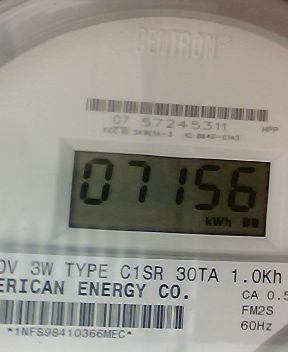 CENTRON
07 57245311
HPP
07156
kWh
0V 3W TYPE C1SR 30TA 1.0Kh
ERICAN ENERGY CO.
CA 0.5
FM2S
*1NFS98410366MEC*
60Hz